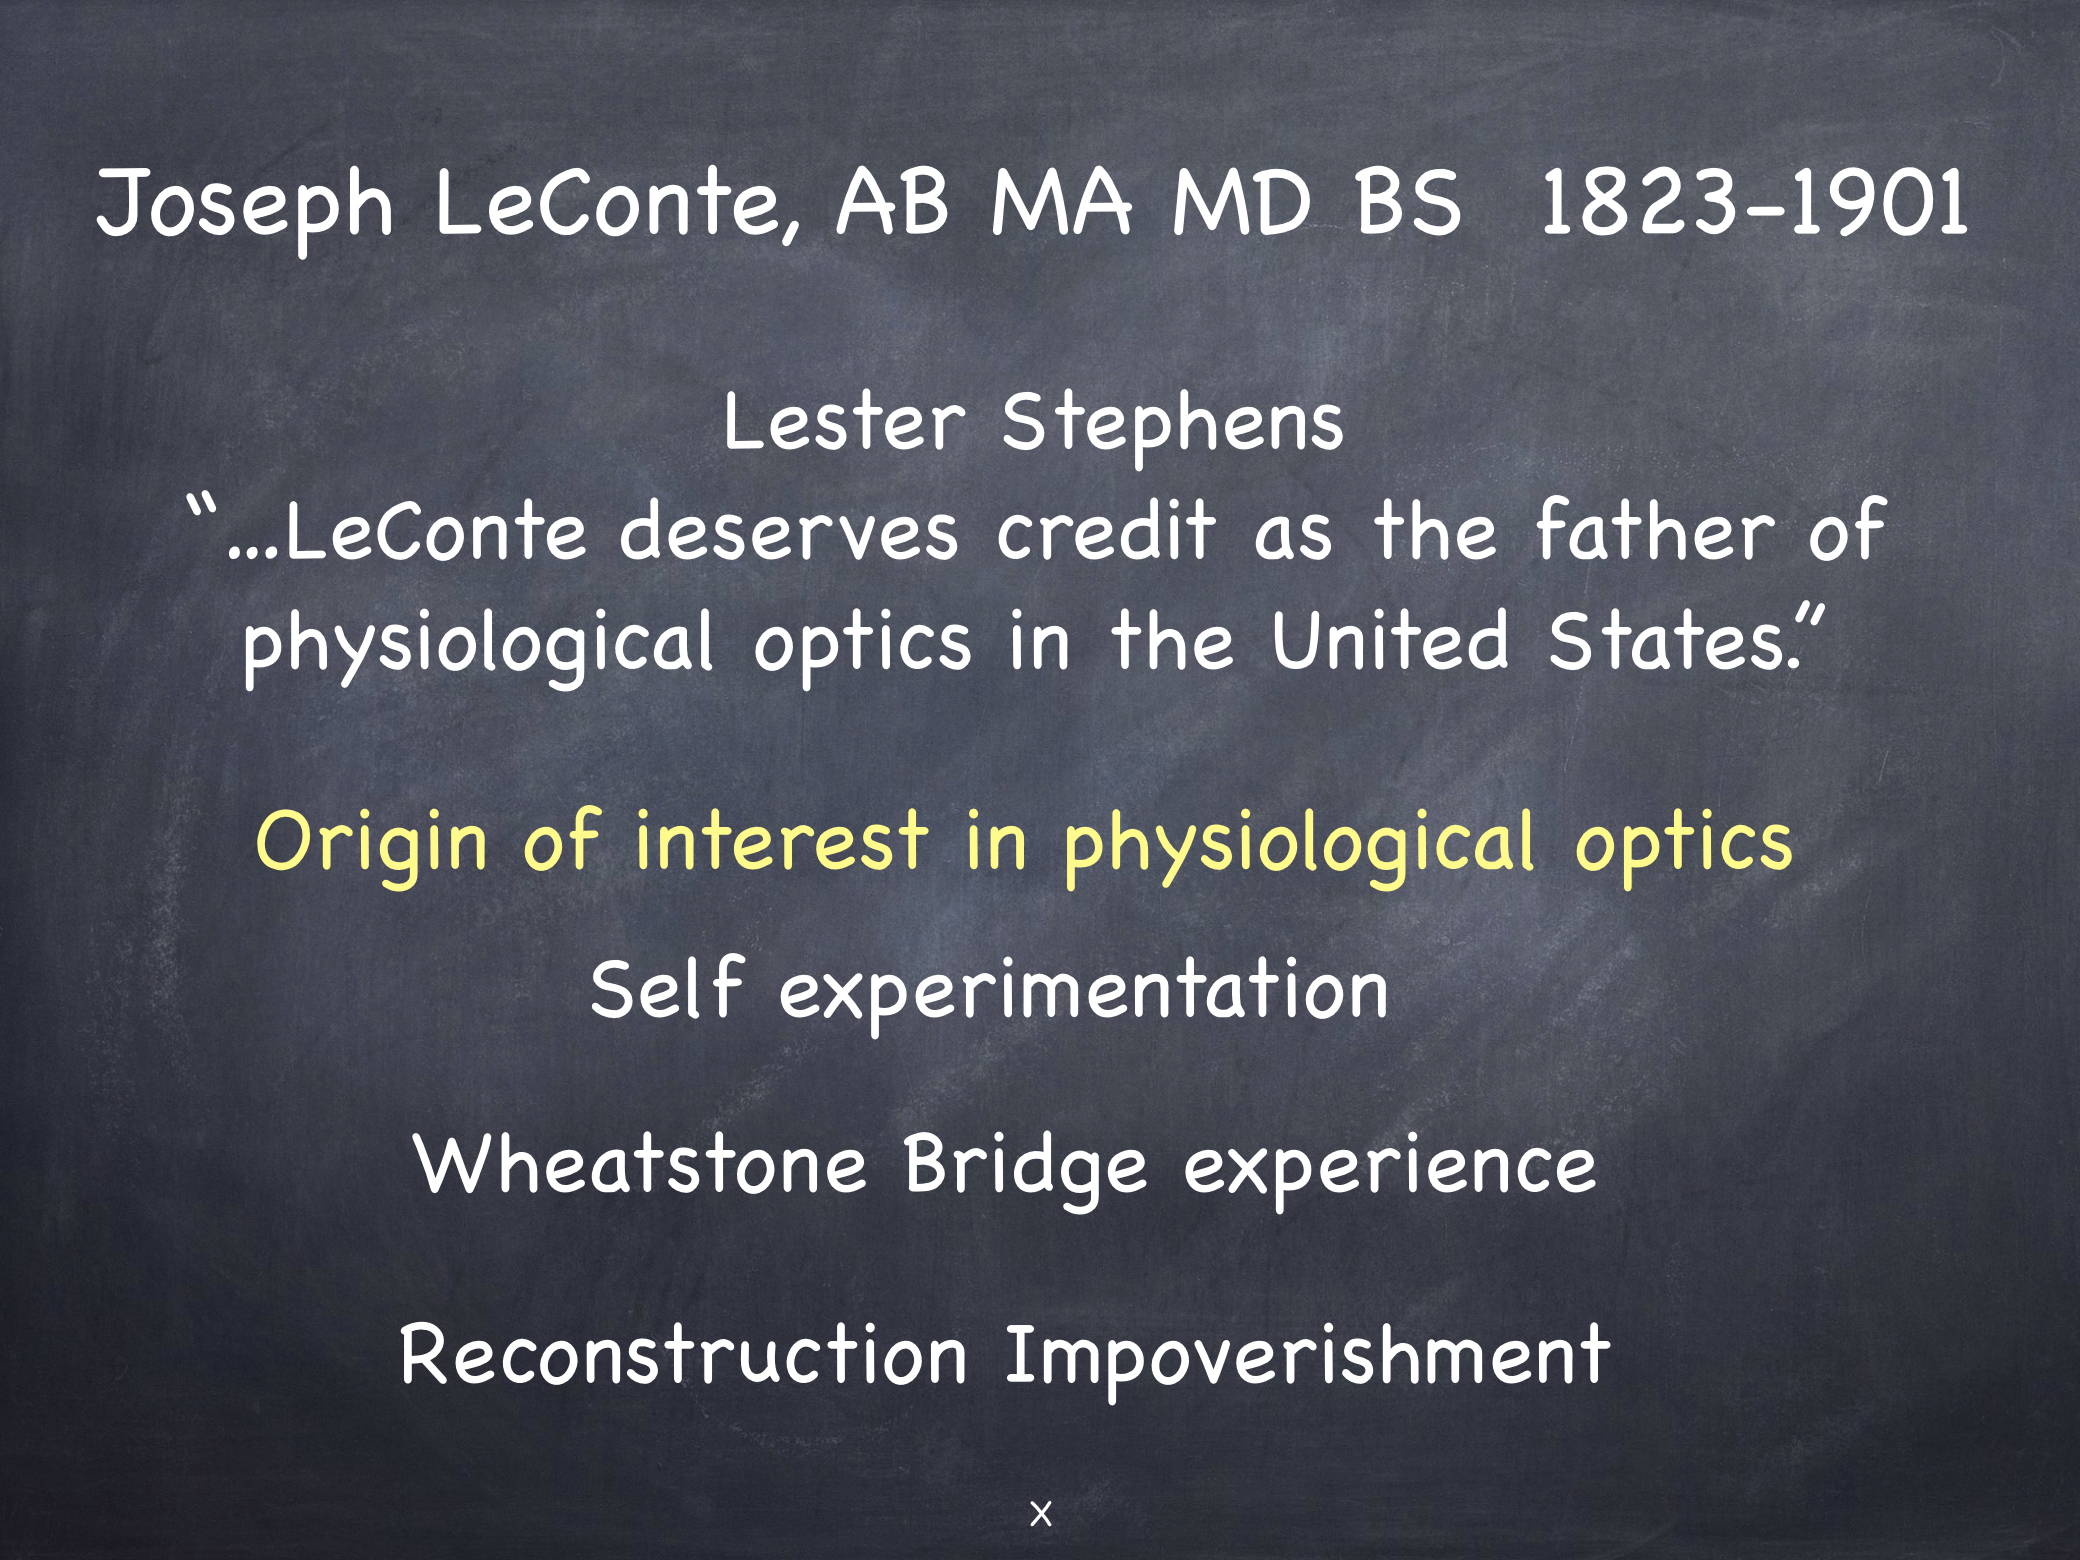 Joseph LeConte, AB MA MD BS 1823-1901
Lester Stephens
“...LeConte deserves credit as the father of
physiological optics in the United States.”
Origin of interest in physiological optics
Self experimentation
Wheatstone Bridge experience
Reconstruction Impoverishment
x